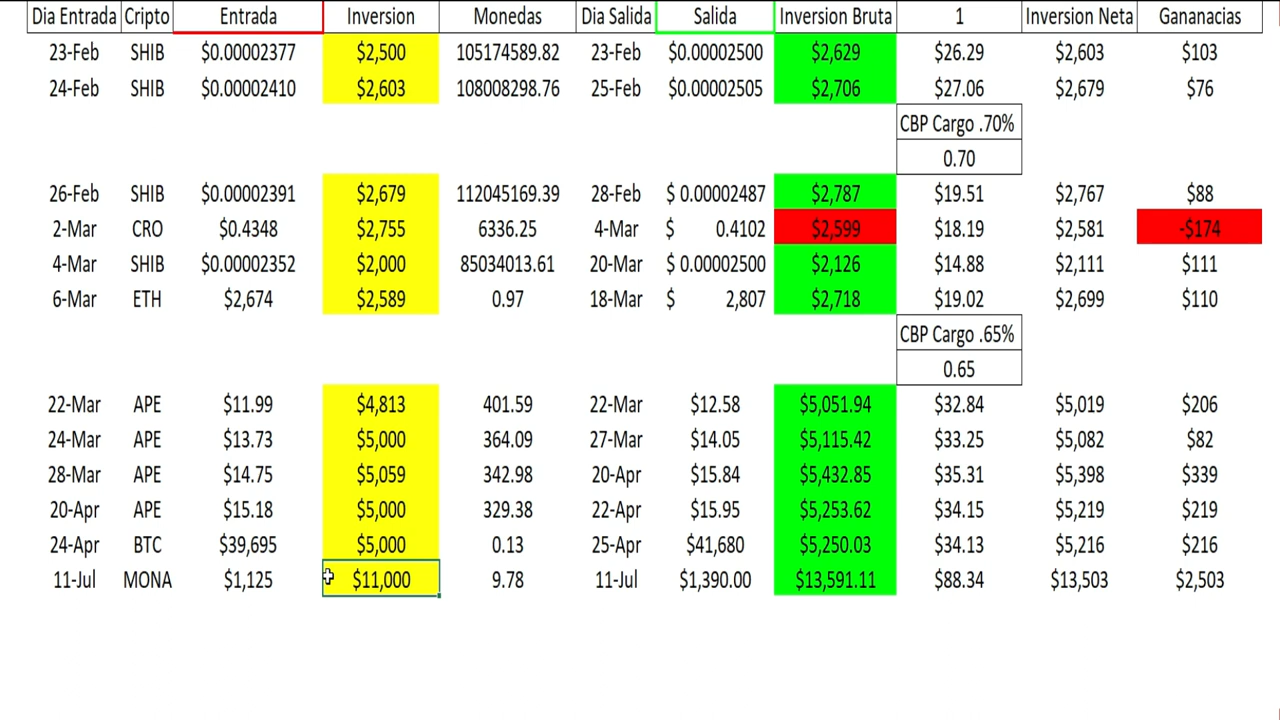 Dia Entrada Cripto Entrada Inversion Monedas Dia Salida Salida Inversion Bruta 1 Inversion Neta Gananacias
23-Feb SHIB $0.00002377 $2,500 105174589.82 23-Feb $0.00002500 $2,629 $26.29 $2,603 $103
24-Feb SHIB $0.00002410 $2,603 108008298.76 25-Feb $0.00002505 $2,706 $27.06 $2,679 $76
CBP Cargo .70%
0.70
26-Feb SHIB $0.00002391 $2,679 112045169.39 28-Feb $ 0.00002487 $2,787 $19.51 $2,767 $88
2-Mar CRO $0.4348 $2,755 6336.25 4-Mar $ 0.4102 $2,599 $18.19 $2,581 -$174
4-Mar SHIB $0.00002352 $2,000 85034013.61 20-Mar $ 0.00002500 $2,126 $14.88 $2,111 $111
6-Mar ETH $2,674 $2,589 0.97 18-Mar $ 2,807 $2,718 $19.02 $2,699 $110
CBP Cargo .65%
0.65
22-Mar APE $11.99 $4,813 401.59 22-Mar $12.58 $5,051.94 $32.84 $5,019 $206
24-Mar APE $13.73 $5,000 364.09 27-Mar $14.05 $5,115.42 $33.25 $5,082 $82
28-Mar APE $14.75 $5,059 342.98 20-Apr $15.84 $5,432.85 $35.31 $5,398 $339
20-Apr APE $15.18 $5,000 329.38 22-Apr $15.95 $5,253.62 $34.15 $5,219 $219
24-Apr BTC $39,695 $5,000 0.13 25-Apr $41,680 $5,250.03 $34.13 $5,216 $216
11-Jul MONA $1,125 $11,000 9.78 11-Jul $1,390.00 $13,591.11 $88.34 $13,503 $2,503